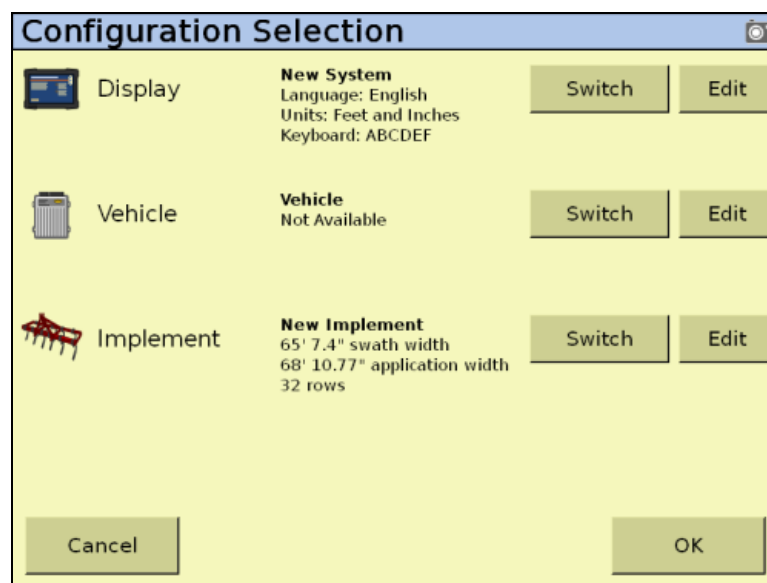 Configuration Selection
Display
New System
Language: English
Units: Feet and Inches
Keyboard: ABCDEF
Switch
Edit
Vehicle
Vehicle
Not Available
Switch
Edit
Implement
New Implement
65' 7.4" swath width
68' 10.77" application width
32 rows
Switch
Edit
Cancel
OK